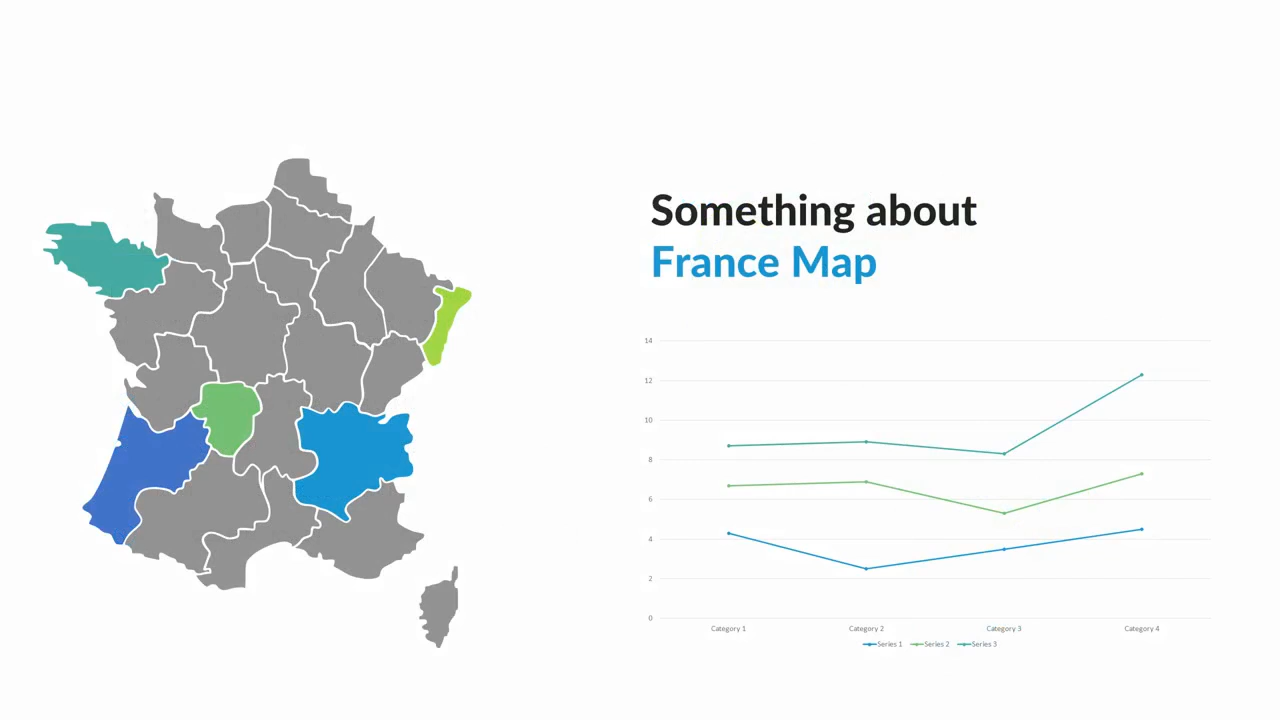 Something about
France Map
14
12
10
8
6
4
2
0
Category 1 Category 2 Category 3 Category 4
Series 1 Series 2 Series 3